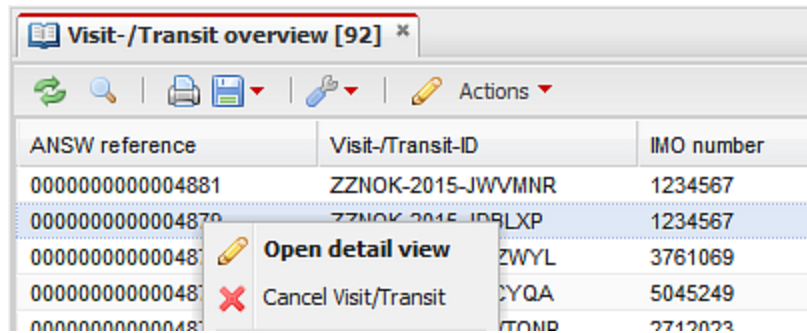 Visit-/Transit overview [92]
Actions
ANSW reference Visit-/Transit-ID IMO number
0000000000004881 ZZNOK-2015-JWVMNR 1234567
0000000000004879 ZZNOK-2015-JDBLXP 1234567
Open detail view
3761069
Cancel Visit/Transit
5045249
2712023